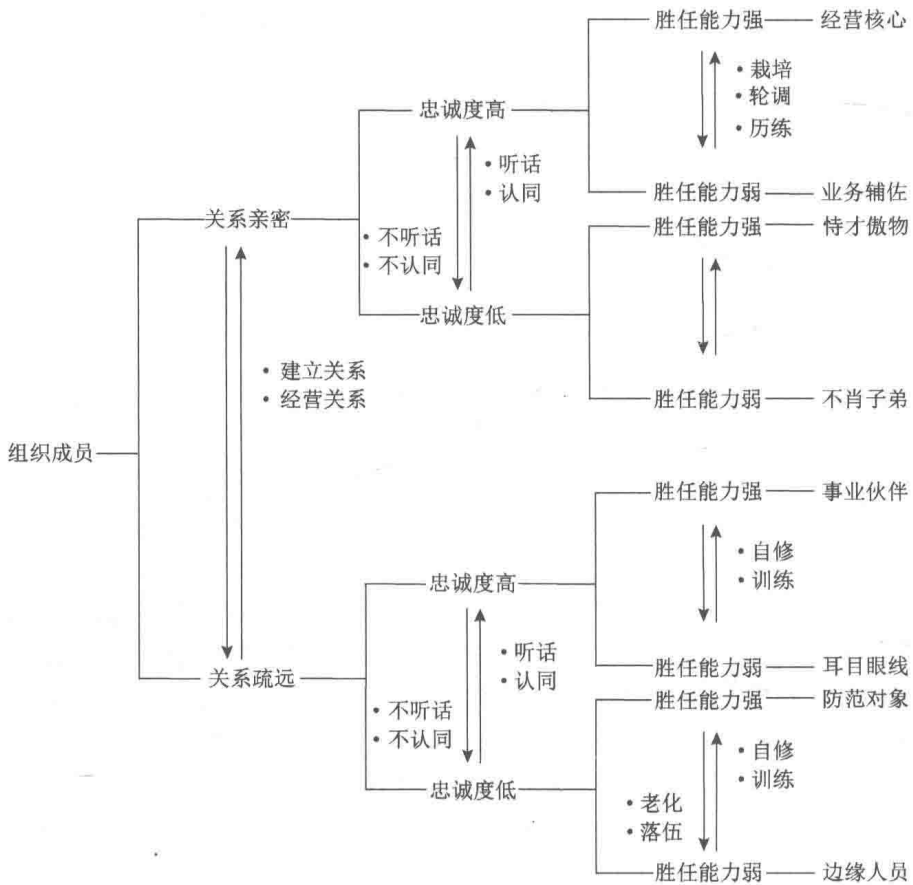 胜任能力强 经营核心
• 栽培
• 轮调
• 历练
忠诚度高
• 听话
• 认同
胜任能力弱 业务辅佐
关系亲密
胜任能力强 恃才傲物
• 不听话
• 不认同
忠诚度低
• 建立关系
• 经营关系
胜任能力弱 不肖子弟
组织成员
胜任能力强 事业伙伴
• 自修
• 训练
忠诚度高
• 听话
• 认同
胜任能力弱 耳目眼线
关系疏远
胜任能力强 防范对象
• 不听话
• 不认同
• 自修
• 训练
忠诚度低
• 老化
• 落伍
胜任能力弱 边缘人员